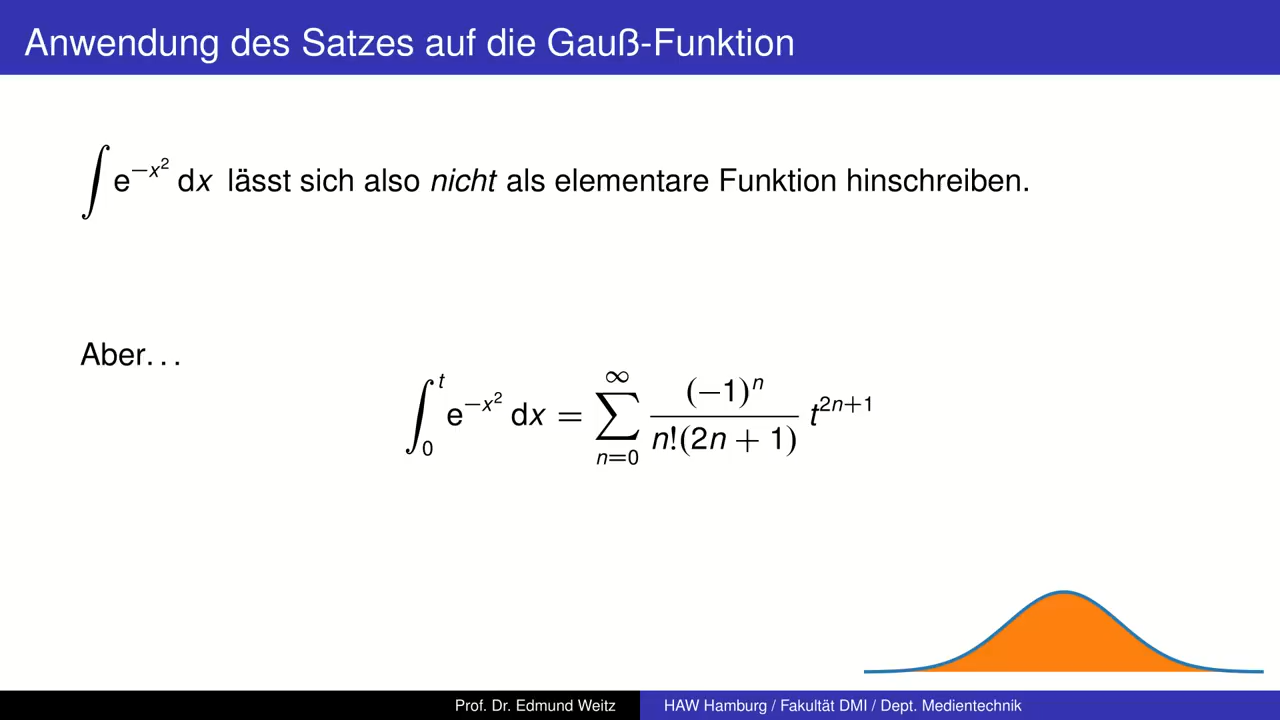 Anwendung des Satzes auf die Gauß-Funktion
∫ e^{−x²} dx lässt sich also nicht als elementare Funktion hinschreiben.
Aber. . .
∫₀ᵗ e^{−x²} dx = ∑_{n=0}^{∞} (−1)ⁿ / (n!(2n + 1)) t^{2n+1}
Prof. Dr. Edmund Weitz
HAW Hamburg / Fakultät DMI / Dept. Medientechnik